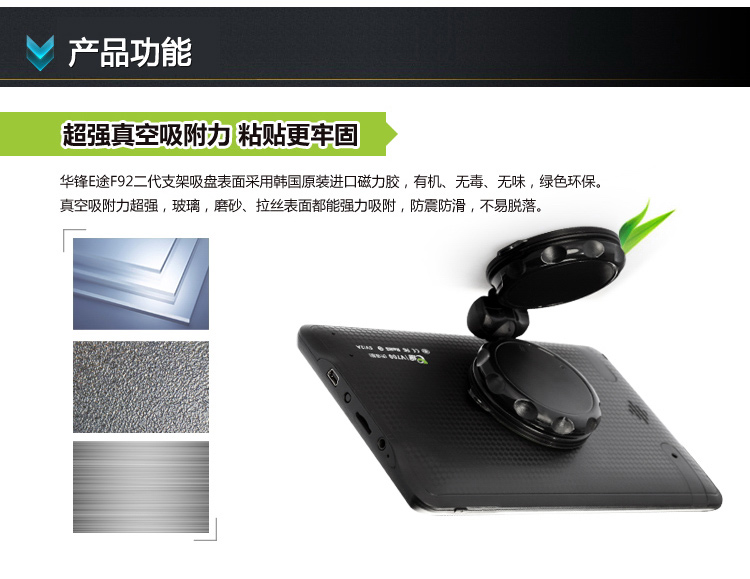 产品功能
超强真空吸附力 粘贴更牢固
华锋E途F92二代支架吸盘表面采用韩国原装进口磁力胶，有机、无毒、无味，绿色环保。
真空吸附力超强，玻璃，磨砂、拉丝表面都能强力吸附，防震防滑，不易脱落。